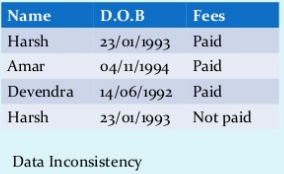 Name D.O.B Fees
Harsh 23/01/1993 Paid
Amar 04/11/1994 Paid
Devendra 14/06/1992 Paid
Harsh 23/01/1993 Not paid
Data Inconsistency